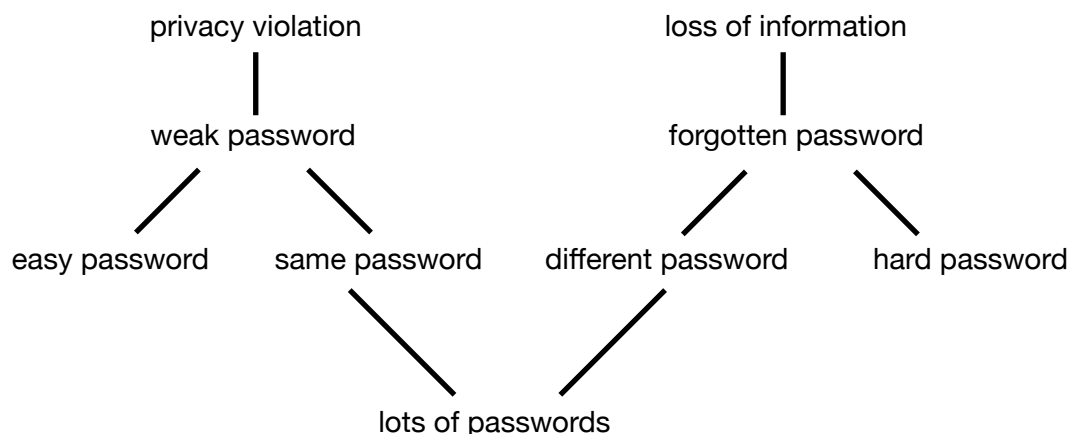 privacy violation
loss of information
weak password
forgotten password
easy password
same password
different password
hard password
lots of passwords